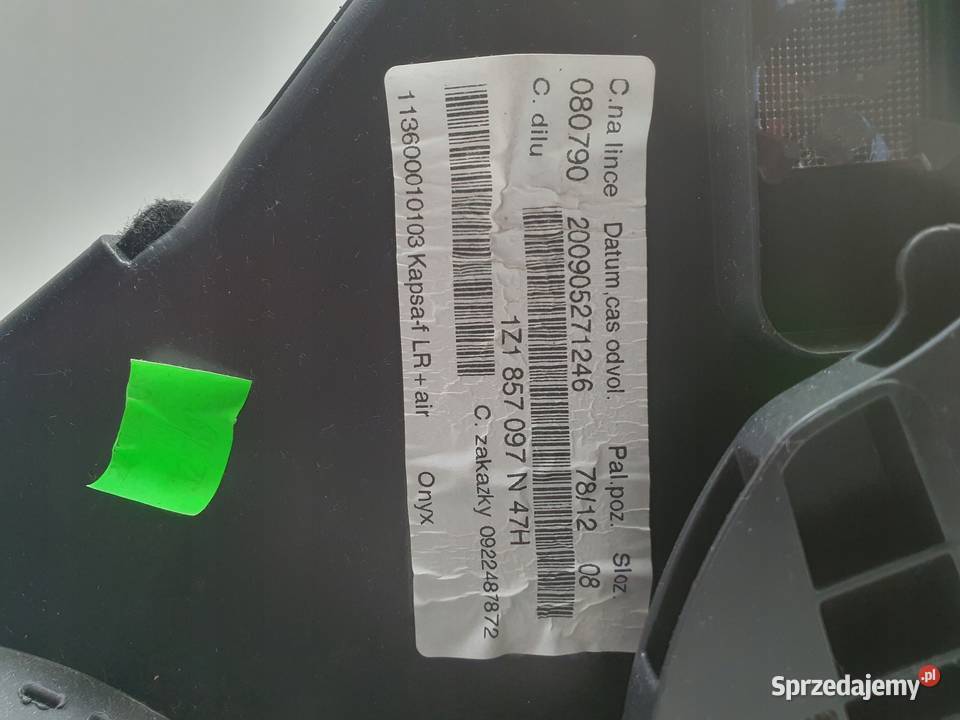 C.na lince Datum,cas odvol. Pal.poz. Sloz.
080790 200905271246 78/12 08
C. dilu
1Z1 857 097 N 47H
C. zakazky 0922487872
11360010103 Kapsa-f LR + air Onyx
Sprzedajemy.pl